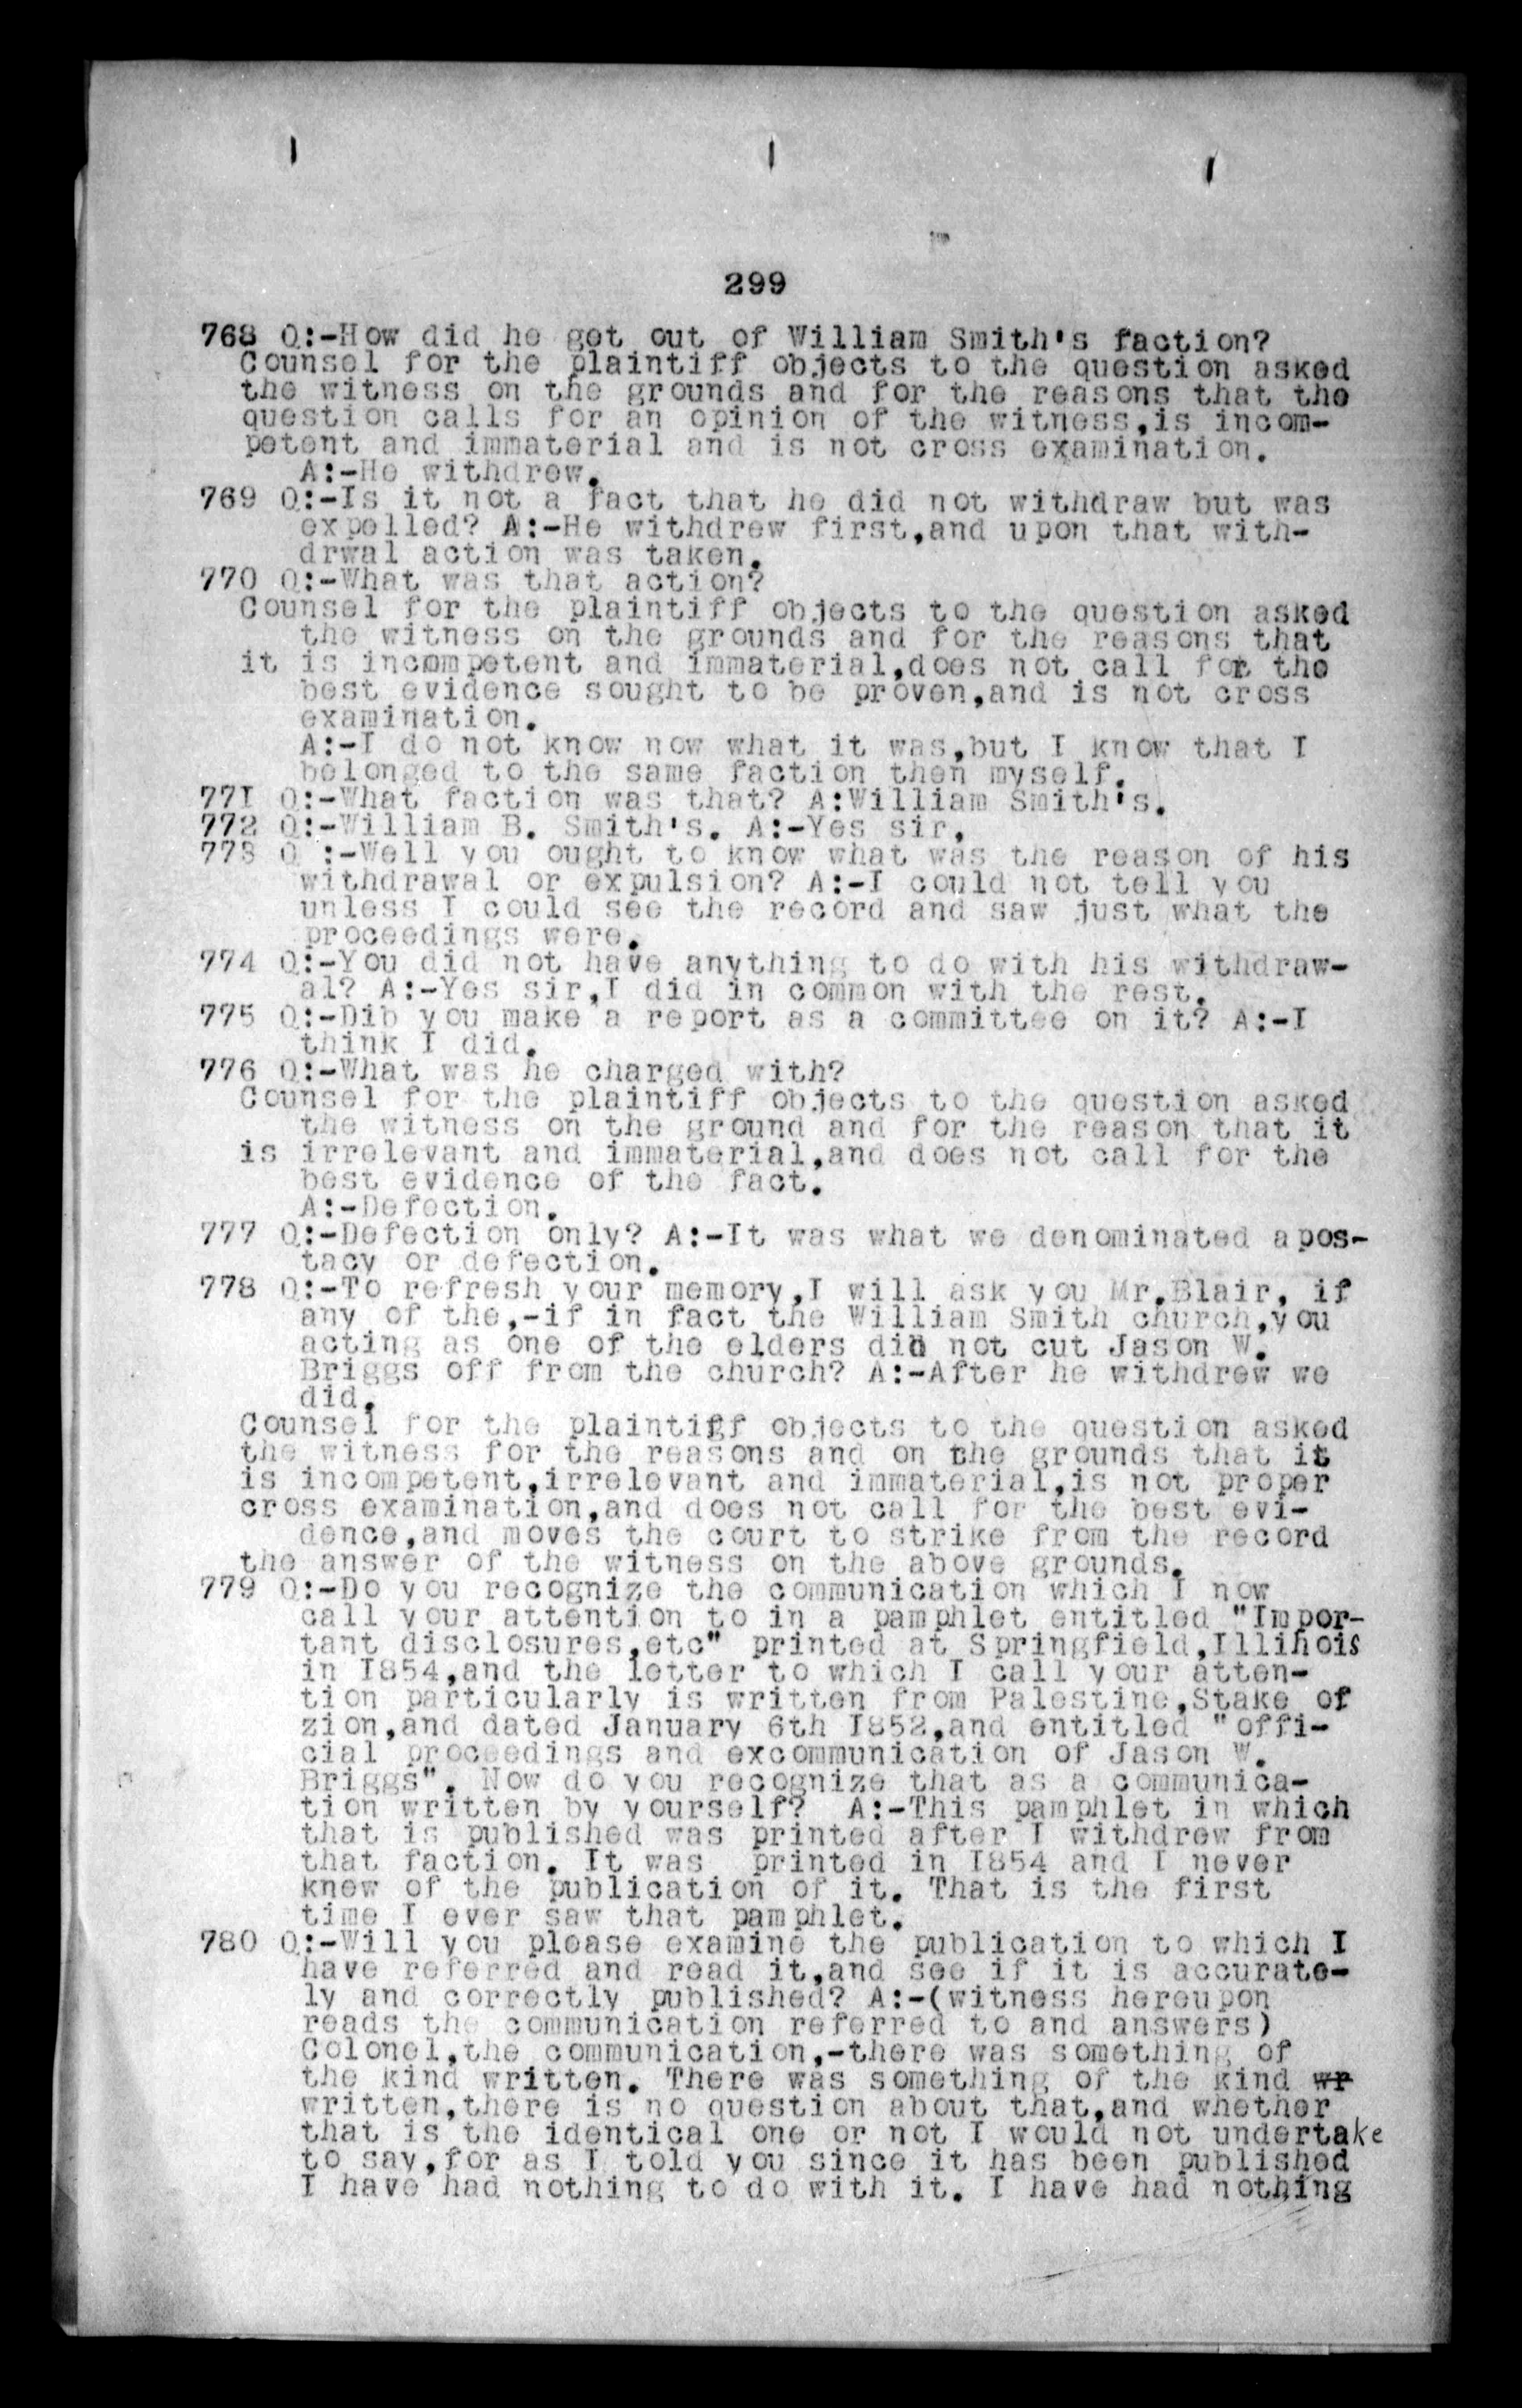 299
768 Q:-How did he get out of William Smith's faction?
Counsel for the plaintiff objects to the question asked
the witness on the grounds and for the reasons that the
question calls for an opinion of the witness,is incom-
petent and immaterial and is not cross examination.
A:-He withdrew.
769 Q:-Is it not a fact that he did not withdraw but was
expelled? A:-He withdrew first,and upon that with-
drwal action was taken.
770 Q:-What was that action?
Counsel for the plaintiff objects to the question asked
the witness on the grounds and for the reasons that
it is incompetent and immaterial,does not call for the
best evidence sought to be proven,and is not cross
examination.
A:-I do not know now what it was,but I know that I
belonged to the same faction then myself.
771 Q:-What faction was that? A:William Smith's.
772 Q:-William B. Smith's. A:-Yes sir,
773 Q :-Well you ought to know what was the reason of his
withdrawal or expulsion? A:-I could not tell you
unless I could see the record and saw just what the
proceedings were.
774 Q:-You did not have anything to do with his withdraw-
al? A:-Yes sir,I did in common with the rest.
775 Q:-Dib you make a report as a committee on it? A:-I
think I did.
776 Q:-What was he charged with?
Counsel for the plaintiff objects to the question asked
the witness on the ground and for the reason that it
is irrelevant and immaterial,and does not call for the
best evidence of the fact.
A:-Defection.
777 Q:-Defection only? A:-It was what we denominated apos-
tacy or defection.
778 Q:-To refresh your memory,I will ask you Mr.Blair, if
any of the,-if in fact the William Smith church,you
acting as one of the elders did not cut Jason W.
Briggs off from the church? A:-After he withdrew we
did.
Counsel for the plaintiff objects to the question asked
the witness for the reasons and on the grounds that it
is incompetent,irrelevant and immaterial,is not proper
cross examination,and does not call for the best evi-
dence,and moves the court to strike from the record
the answer of the witness on the above grounds.
779 Q:-Do you recognize the communication which I now
call your attention to in a pamphlet entitled "Impor-
tant disclosures,etc" printed at Springfield,Illinois
in I854,and the letter to which I call your atten-
tion particularly is written from Palestine,Stake of
zion,and dated January 6th I852,and entitled "offi-
cial proceedings and excommunication of Jason W.
Briggs". Now do you recognize that as a communica-
tion written by yourself? A:-This pamphlet in which
that is published was printed after I withdrew from
that faction. It was printed in I854 and I never
knew of the publication of it. That is the first
time I ever saw that pamphlet.
780 Q:-Will you please examine the publication to which I
have referred and read it,and see if it is accurate-
ly and correctly published? A:-(witness hereupon
reads the communication referred to and answers)
Colonel,the communication,-there was something of
the kind written. There was something of the kind wr
written,there is no question about that,and whether
that is the identical one or not I would not undertake
to say,for as I told you since it has been published
I have had nothing to do with it. I have had nothing